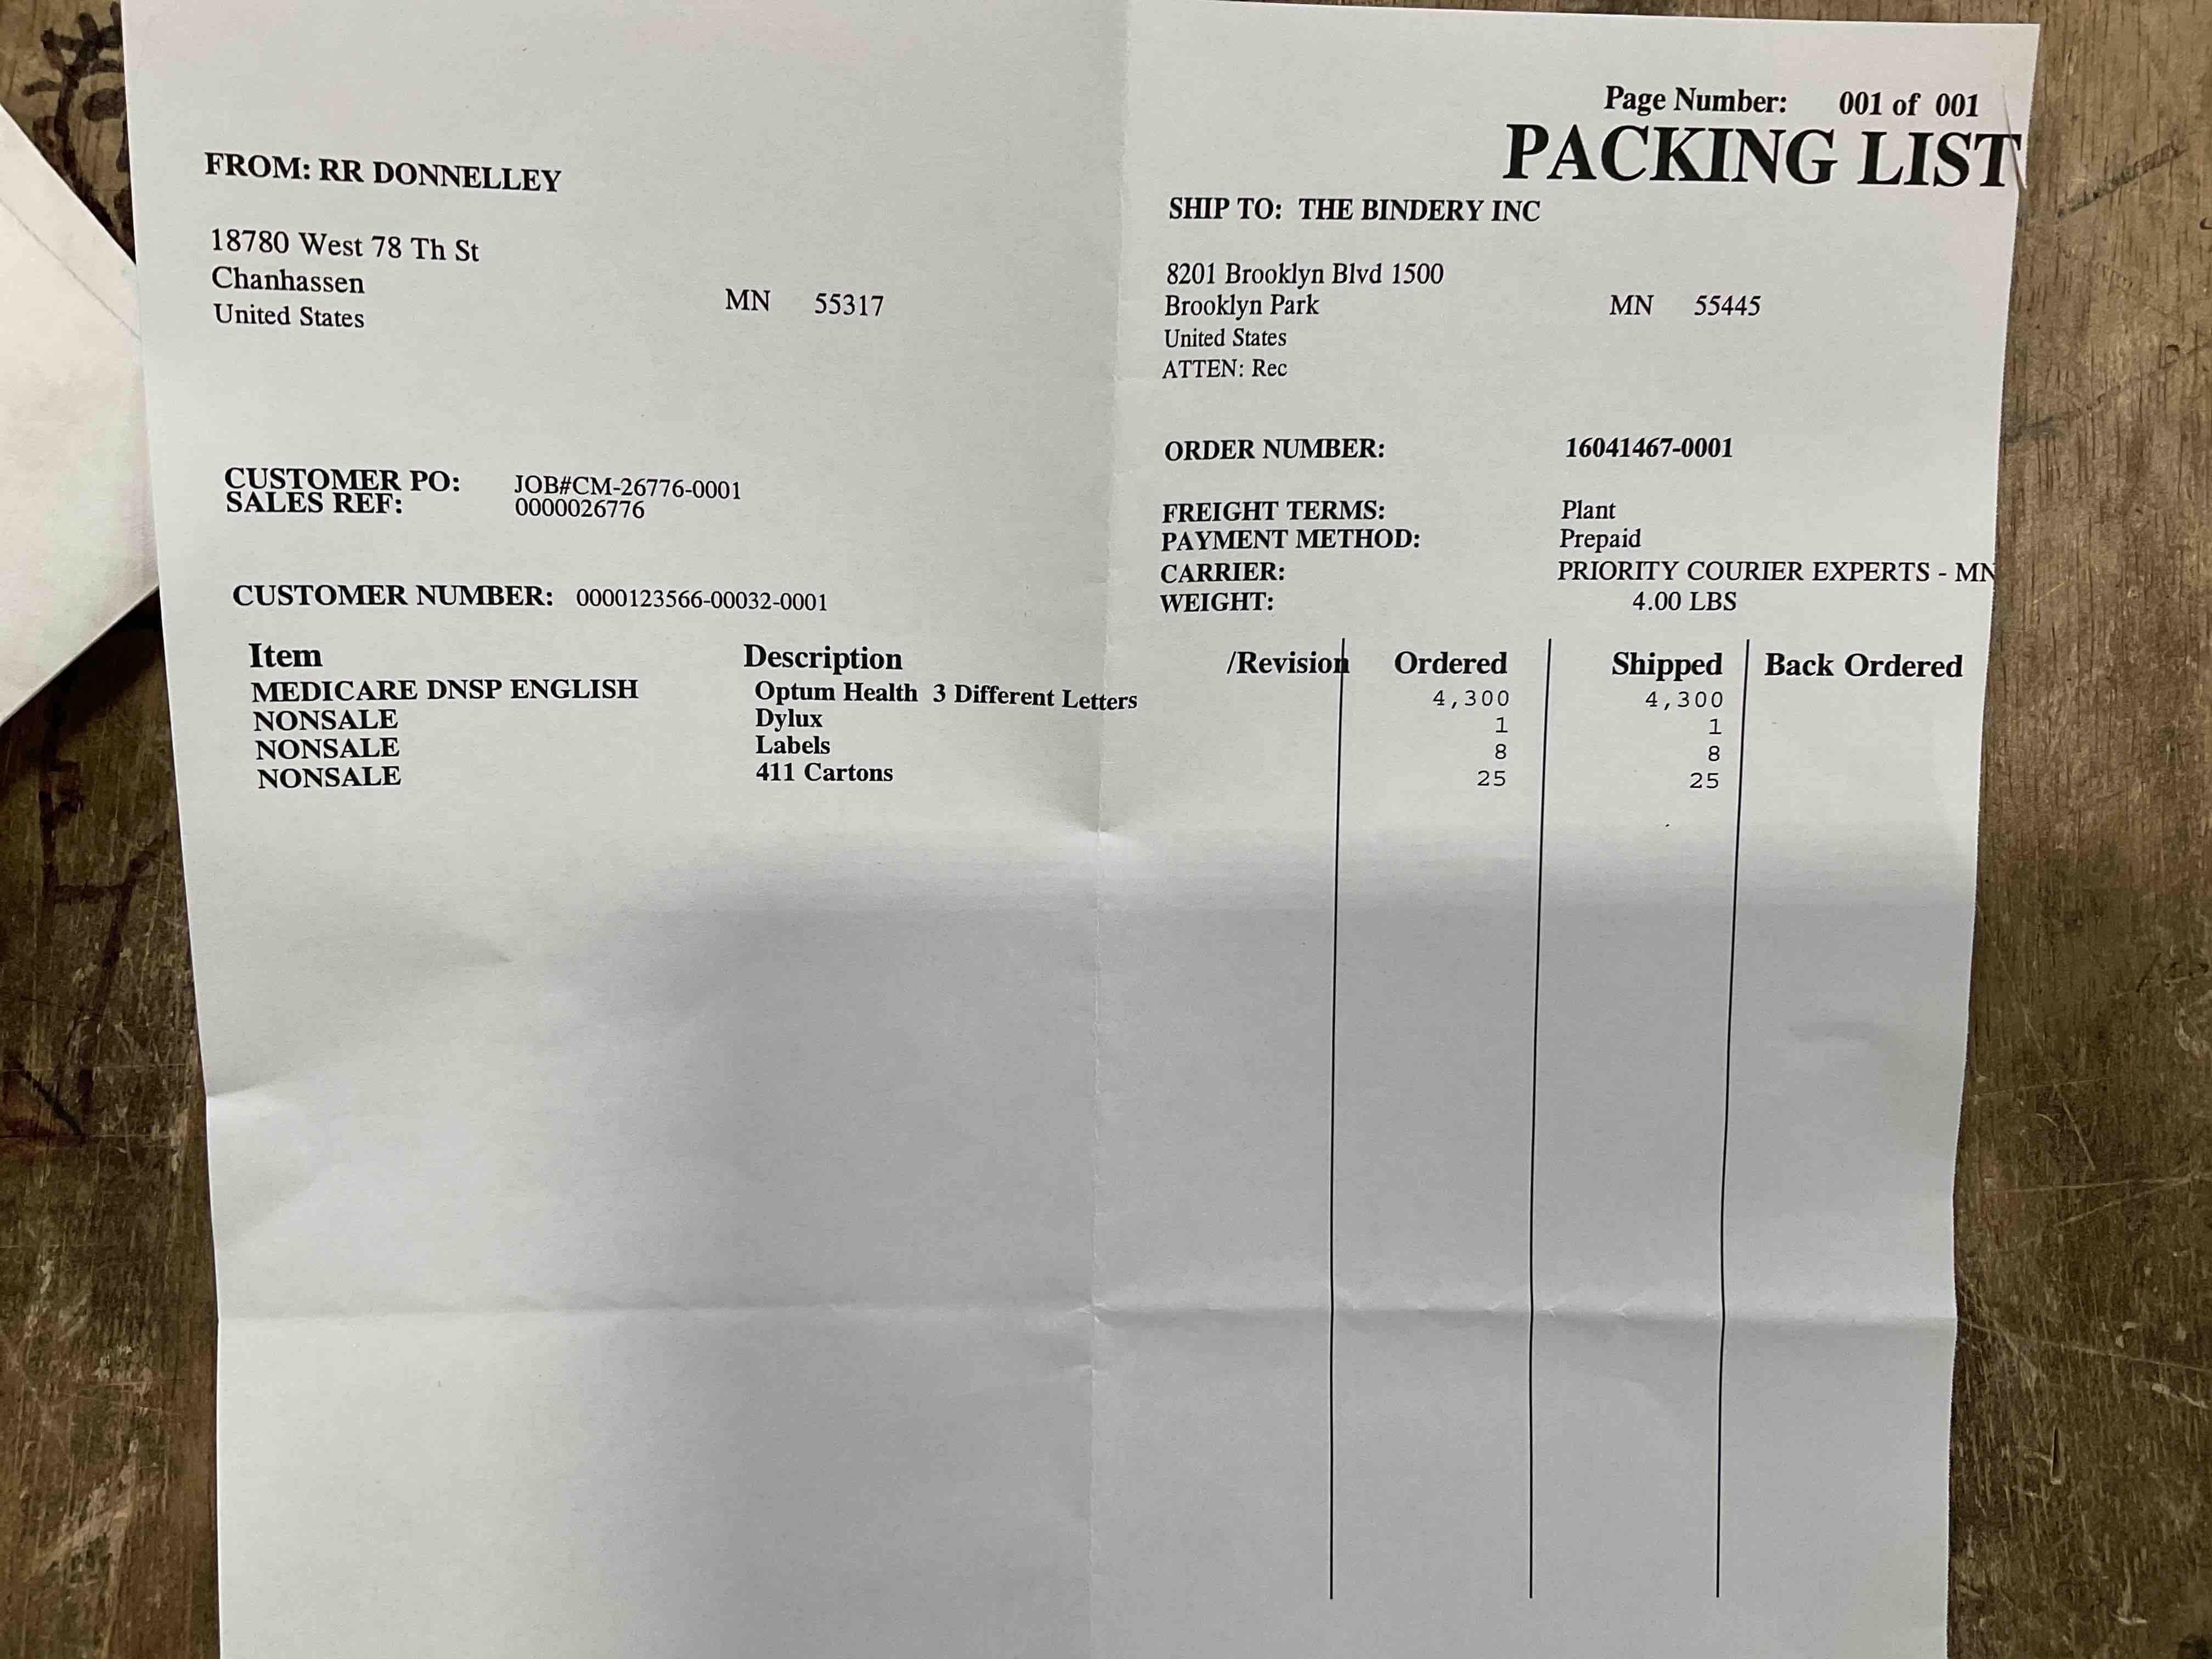 Page Number: 001 of 001
PACKING LIST
FROM: RR DONNELLEY
18780 West 78 Th St
Chanhassen
United States
MN 55317
SHIP TO: THE BINDERY INC
8201 Brooklyn Blvd 1500
Brooklyn Park MN 55445
United States
ATTEN: Rec
CUSTOMER PO: JOB#CM-26776-0001
SALES REF: 0000026776
CUSTOMER NUMBER: 0000123566-00032-0001
ORDER NUMBER: 16041467-0001
FREIGHT TERMS: Plant
PAYMENT METHOD: Prepaid
CARRIER: PRIORITY COURIER EXPERTS - MN
WEIGHT: 4.00 LBS
Item Description /Revision Ordered Shipped Back Ordered
MEDICARE DNSP ENGLISH Optum Health 3 Different Letters 4,300 4,300
NONSALE Dylux 1 1
NONSALE Labels 8 8
NONSALE 411 Cartons 25 25